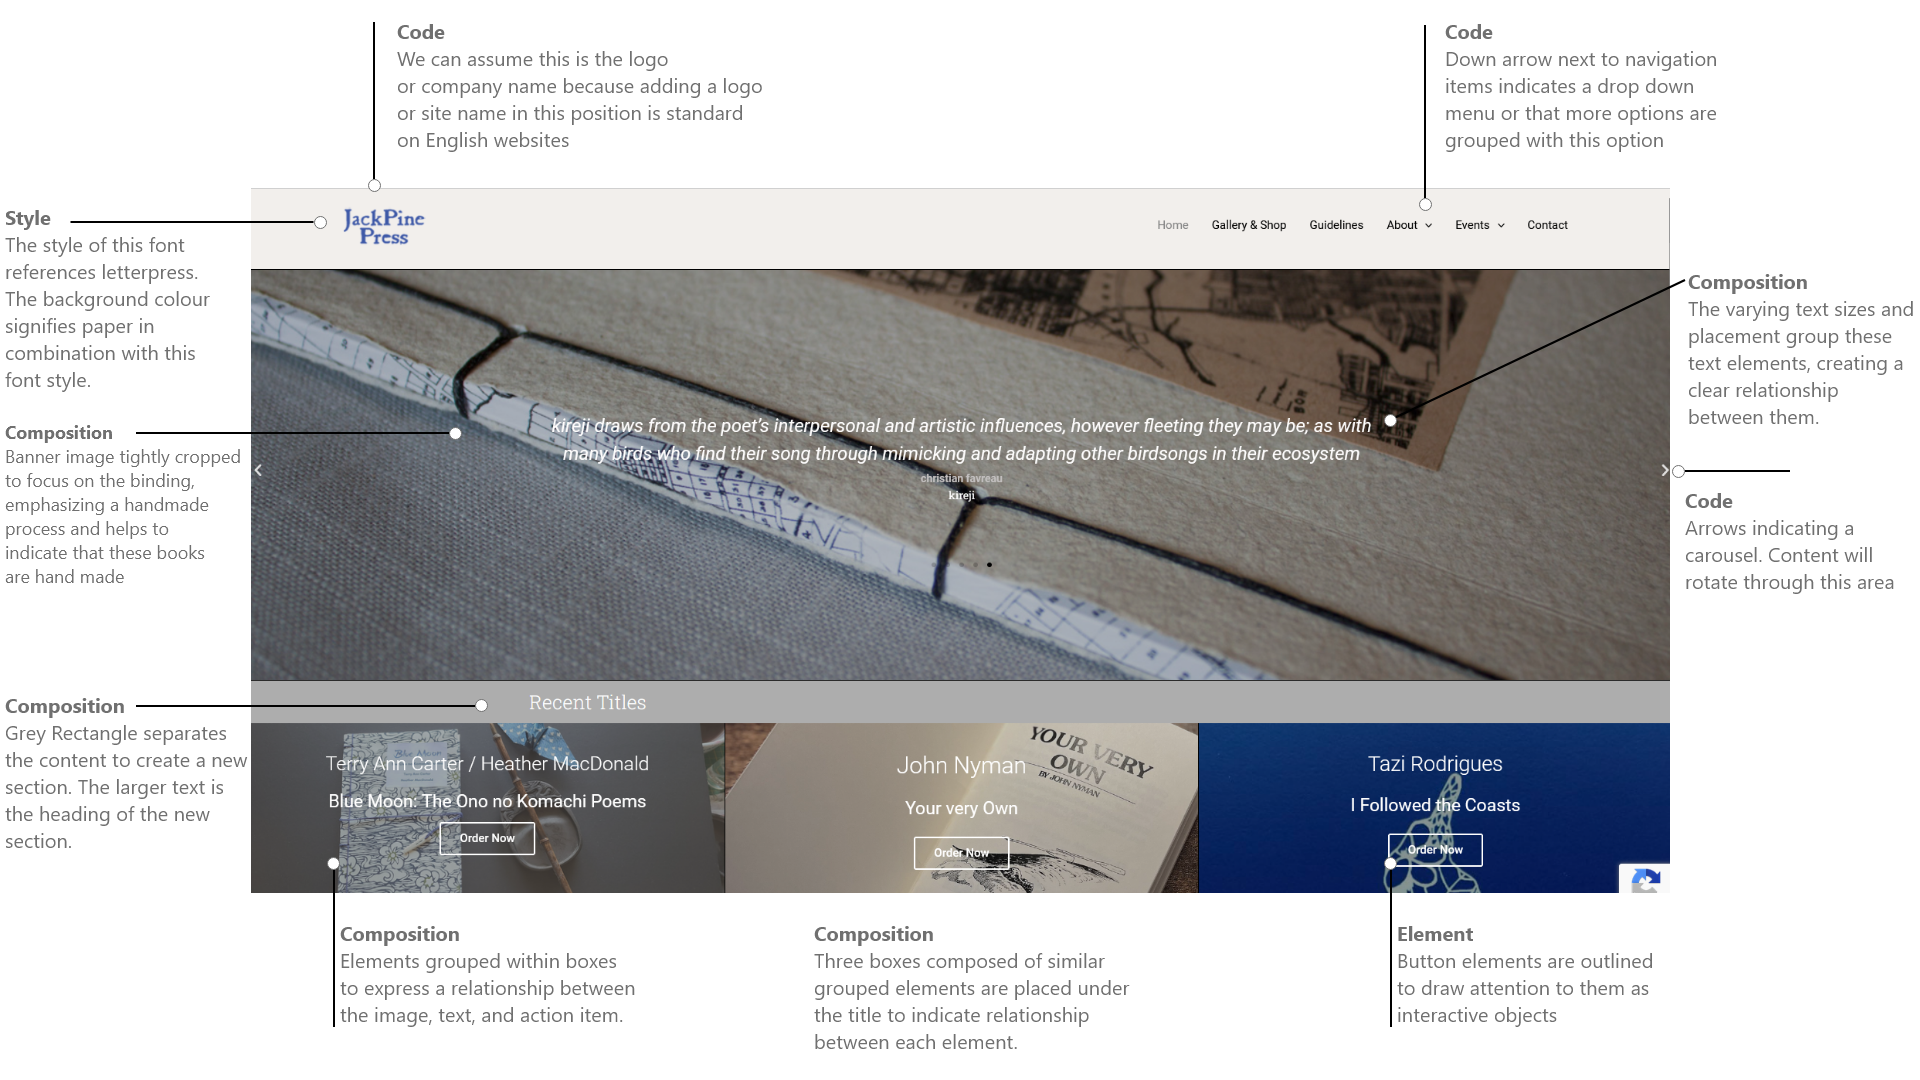 Code
We can assume this is the logo
or company name because adding a logo
or site name in this position is standard
on English websites
Code
Down arrow next to navigation
items indicates a drop down
menu or that more options are
grouped with this option
Style
The style of this font
references letterpress.
The background colour
signifies paper in
combination with this
font style.
JackPine
Press
Home Gallery & Shop Guidelines About Events Contact
Composition
The varying text sizes and
placement group these
text elements, creating a
clear relationship
between them.
Composition
Banner image tightly cropped
to focus on the binding,
emphasizing a handmade
process and helps to
indicate that these books
are hand made
kireji draws from the poet's interpersonal and artistic influences, however fleeting they may be; as with
many birds who find their song through mimicking and adapting other birdsongs in their ecosystem
christian favreau
kireji
Code
Arrows indicating a
carousel. Content will
rotate through this area
Composition
Grey Rectangle separates
the content to create a new
section. The larger text is
the heading of the new
section.
Recent Titles
Terry Ann Carter / Heather MacDonald
Blue Moon: The Ono no Komachi Poems
Order Now
Blue Moon
YOUR VERY
OWN
BY JOHN NYMAN
John Nyman
Your very Own
Order Now
Tazi Rodrigues
I Followed the Coasts
Order Now
Composition
Elements grouped within boxes
to express a relationship between
the image, text, and action item.
Composition
Three boxes composed of similar
grouped elements are placed under
the title to indicate relationship
between each element.
Element
Button elements are outlined
to draw attention to them as
interactive objects